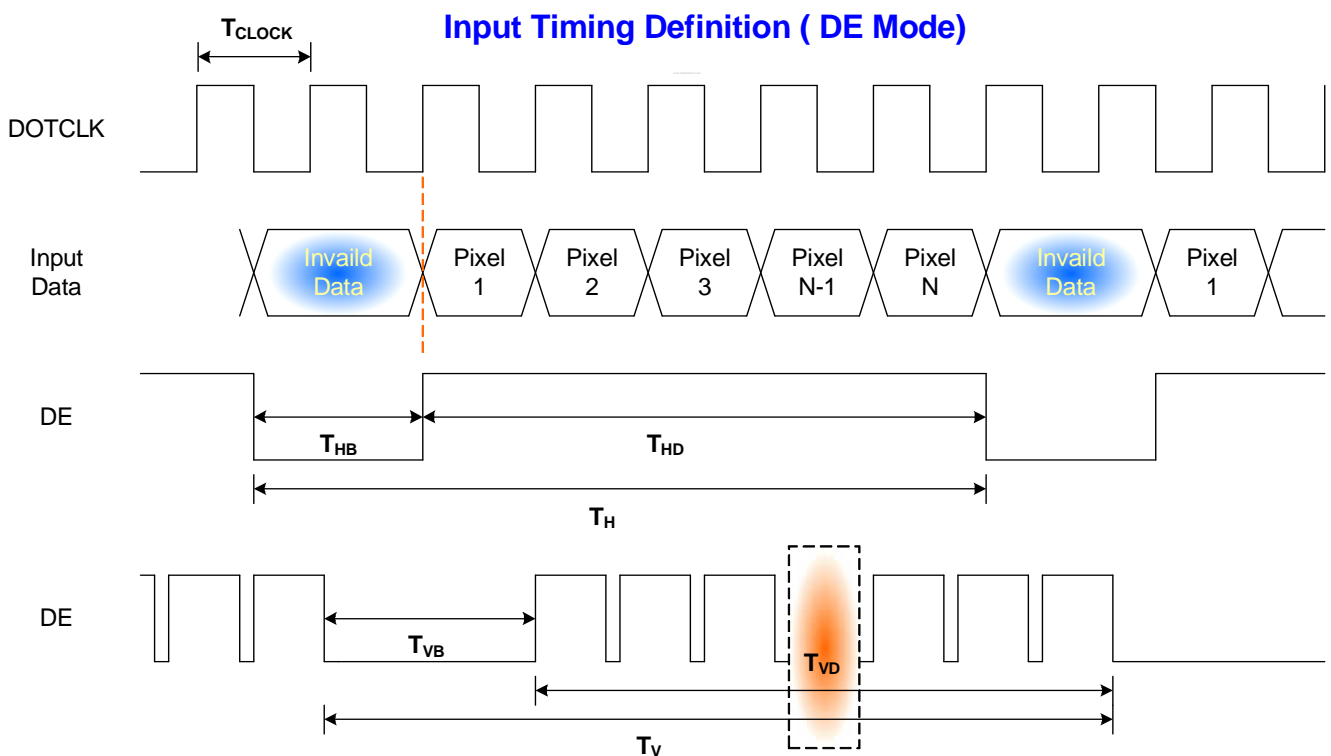 Input Timing Definition ( DE Mode)
TCLOCK
DOTCLK
Input
Data
Invaild
Data
Pixel
1
Pixel
2
Pixel
3
Pixel
N-1
Pixel
N
Invaild
Data
Pixel
1
DE
THB
THD
TH
DE
TVB
TVD
TV